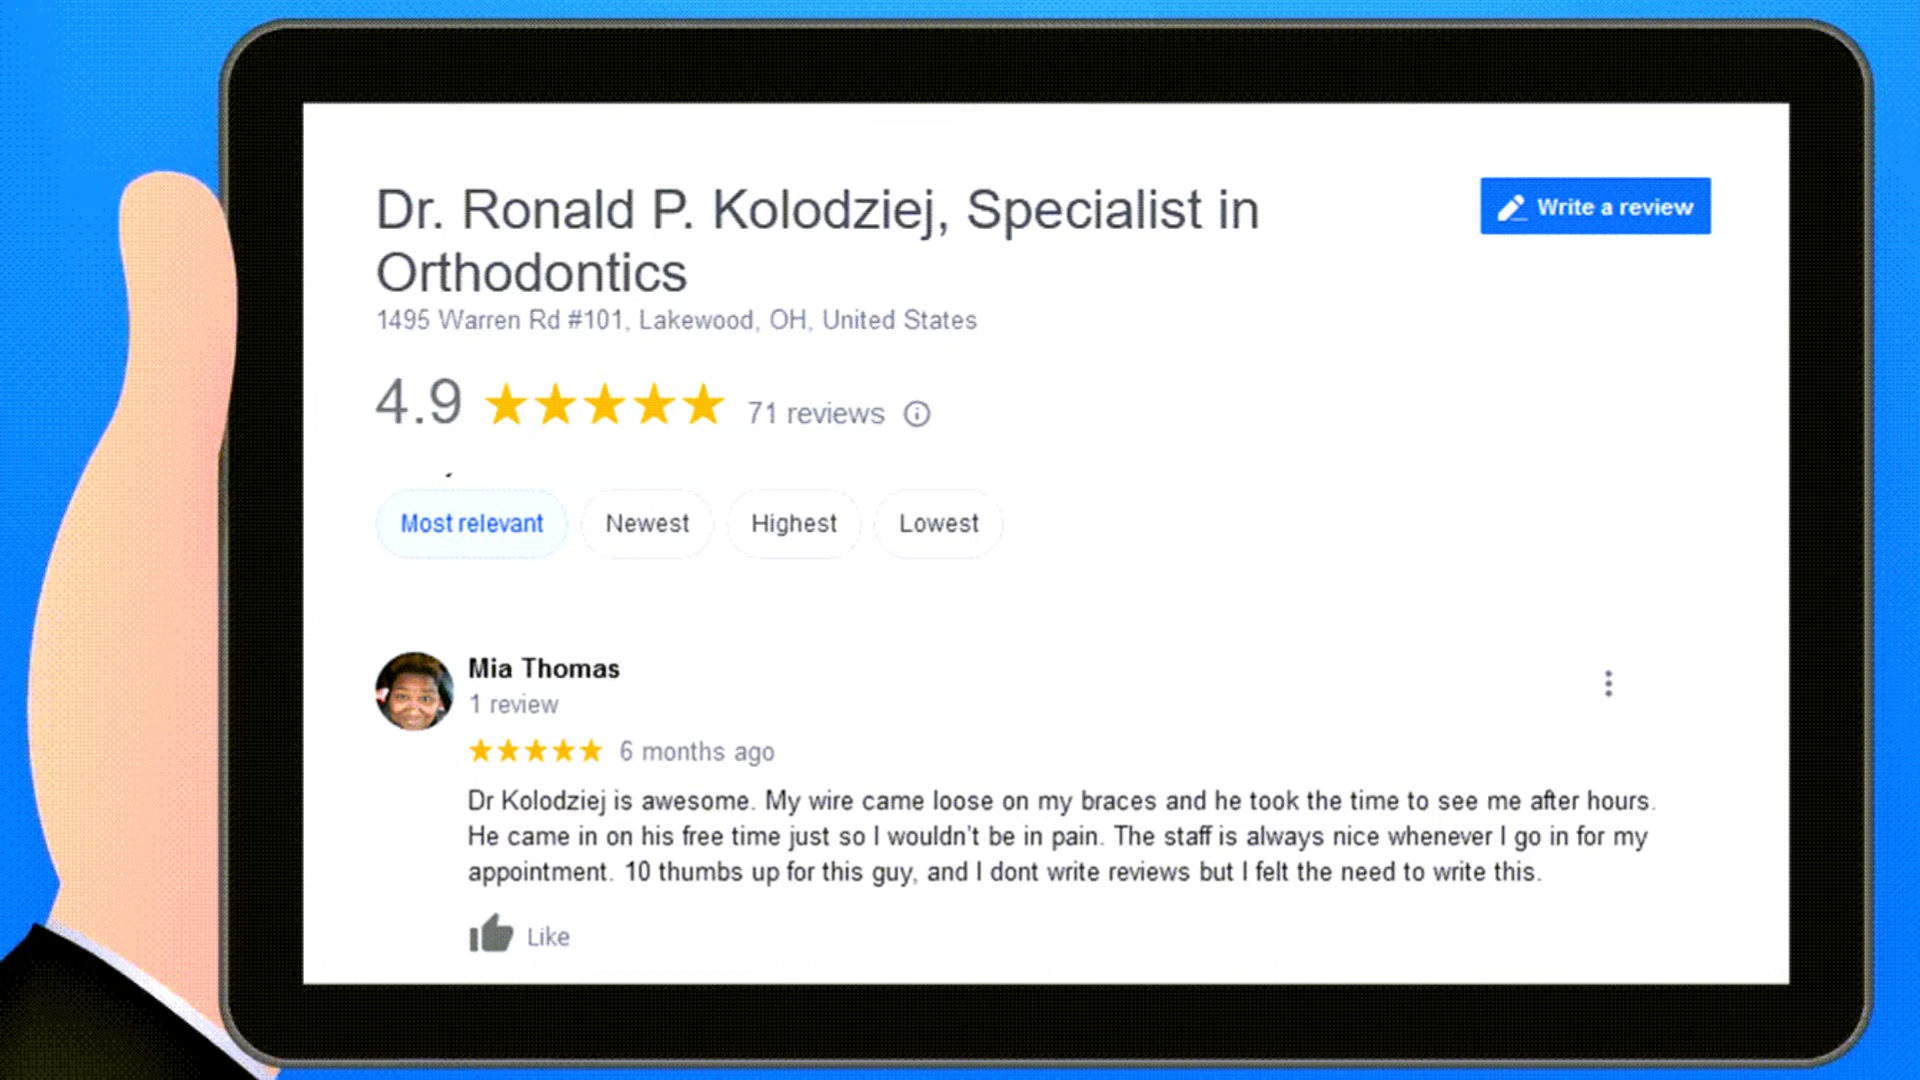 Dr. Ronald P. Kolodziej, Specialist in
Orthodontics
Write a review
1495 Warren Rd #101, Lakewood, OH, United States
4.9 71 reviews
Most relevant Newest Highest Lowest
Mia Thomas
1 review
6 months ago
Dr Kolodziej is awesome. My wire came loose on my braces and he took the time to see me after hours.
He came in on his free time just so I wouldn't be in pain. The staff is always nice whenever I go in for my
appointment. 10 thumbs up for this guy, and I dont write reviews but I felt the need to write this.
Like